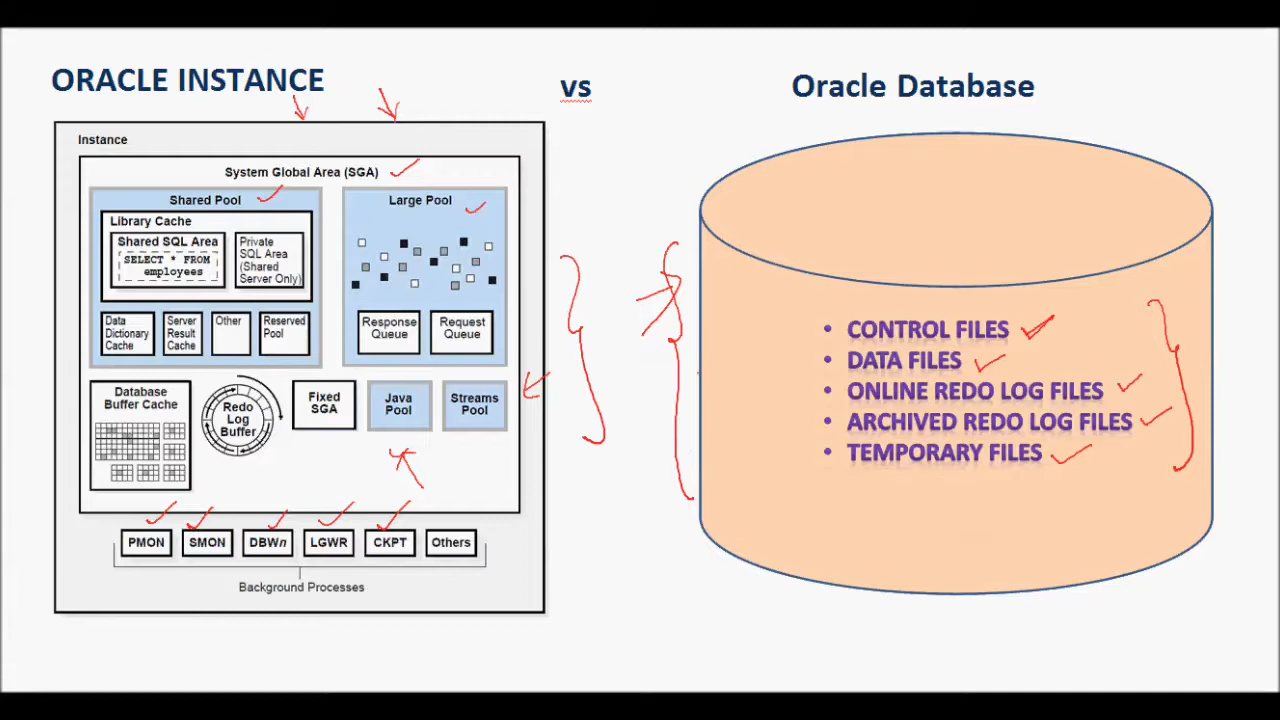 ORACLE INSTANCE
vs
Oracle Database
Instance
System Global Area (SGA)
Shared Pool
Library Cache
Shared SQL Area
SELECT * FROM
employees
Private
SQL Area
(Shared
Server Only)
Data
Dictionary
Cache
Server
Result
Cache
Other
Reserved
Pool
Large Pool
Response
Queue
Request
Queue
Database
Buffer Cache
Redo
Log
Buffer
Fixed
SGA
Java
Pool
Streams
Pool
PMON
SMON
DBWn
LGWR
CKPT
Others
Background Processes
• CONTROL FILES
• DATA FILES
• ONLINE REDO LOG FILES
• ARCHIVED REDO LOG FILES
• TEMPORARY FILES